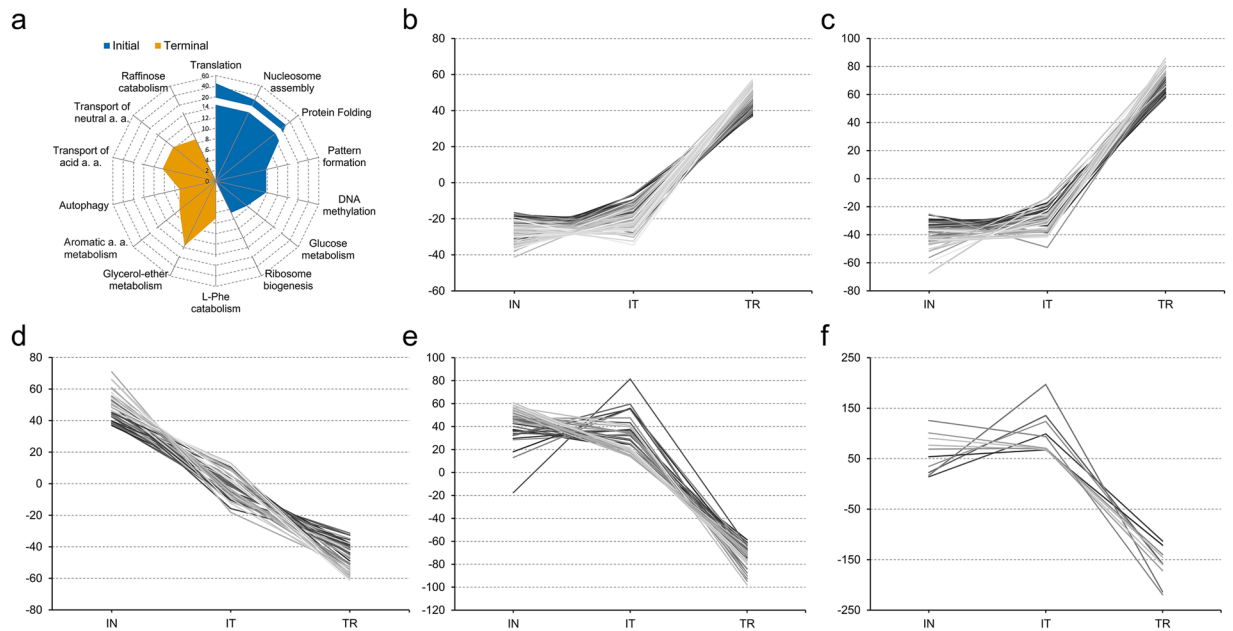 a
Initial
Terminal
Translation
Nucleosome
assembly
Protein Folding
Pattern
formation
DNA
methylation
Glucose
metabolism
Ribosome
biogenesis
L-Phe
catabolism
Glycerol-ether
metabolism
Aromatic a. a.
metabolism
Autophagy
Transport of
acid a. a.
Transport of
neutral a. a.
Raffinose
catabolism
60
40
20
14
12
10
8
6
4
2
0
b
80
60
40
20
0
-20
-40
-60
IN IT TR
c
100
80
60
40
20
0
-20
-40
-60
-80
IN IT TR
d
80
60
40
20
0
-20
-40
-60
-80
IN IT TR
e
100
80
60
40
20
0
-20
-40
-60
-80
-100
-120
IN IT TR
f
250
150
50
-50
-150
-250
IN IT TR